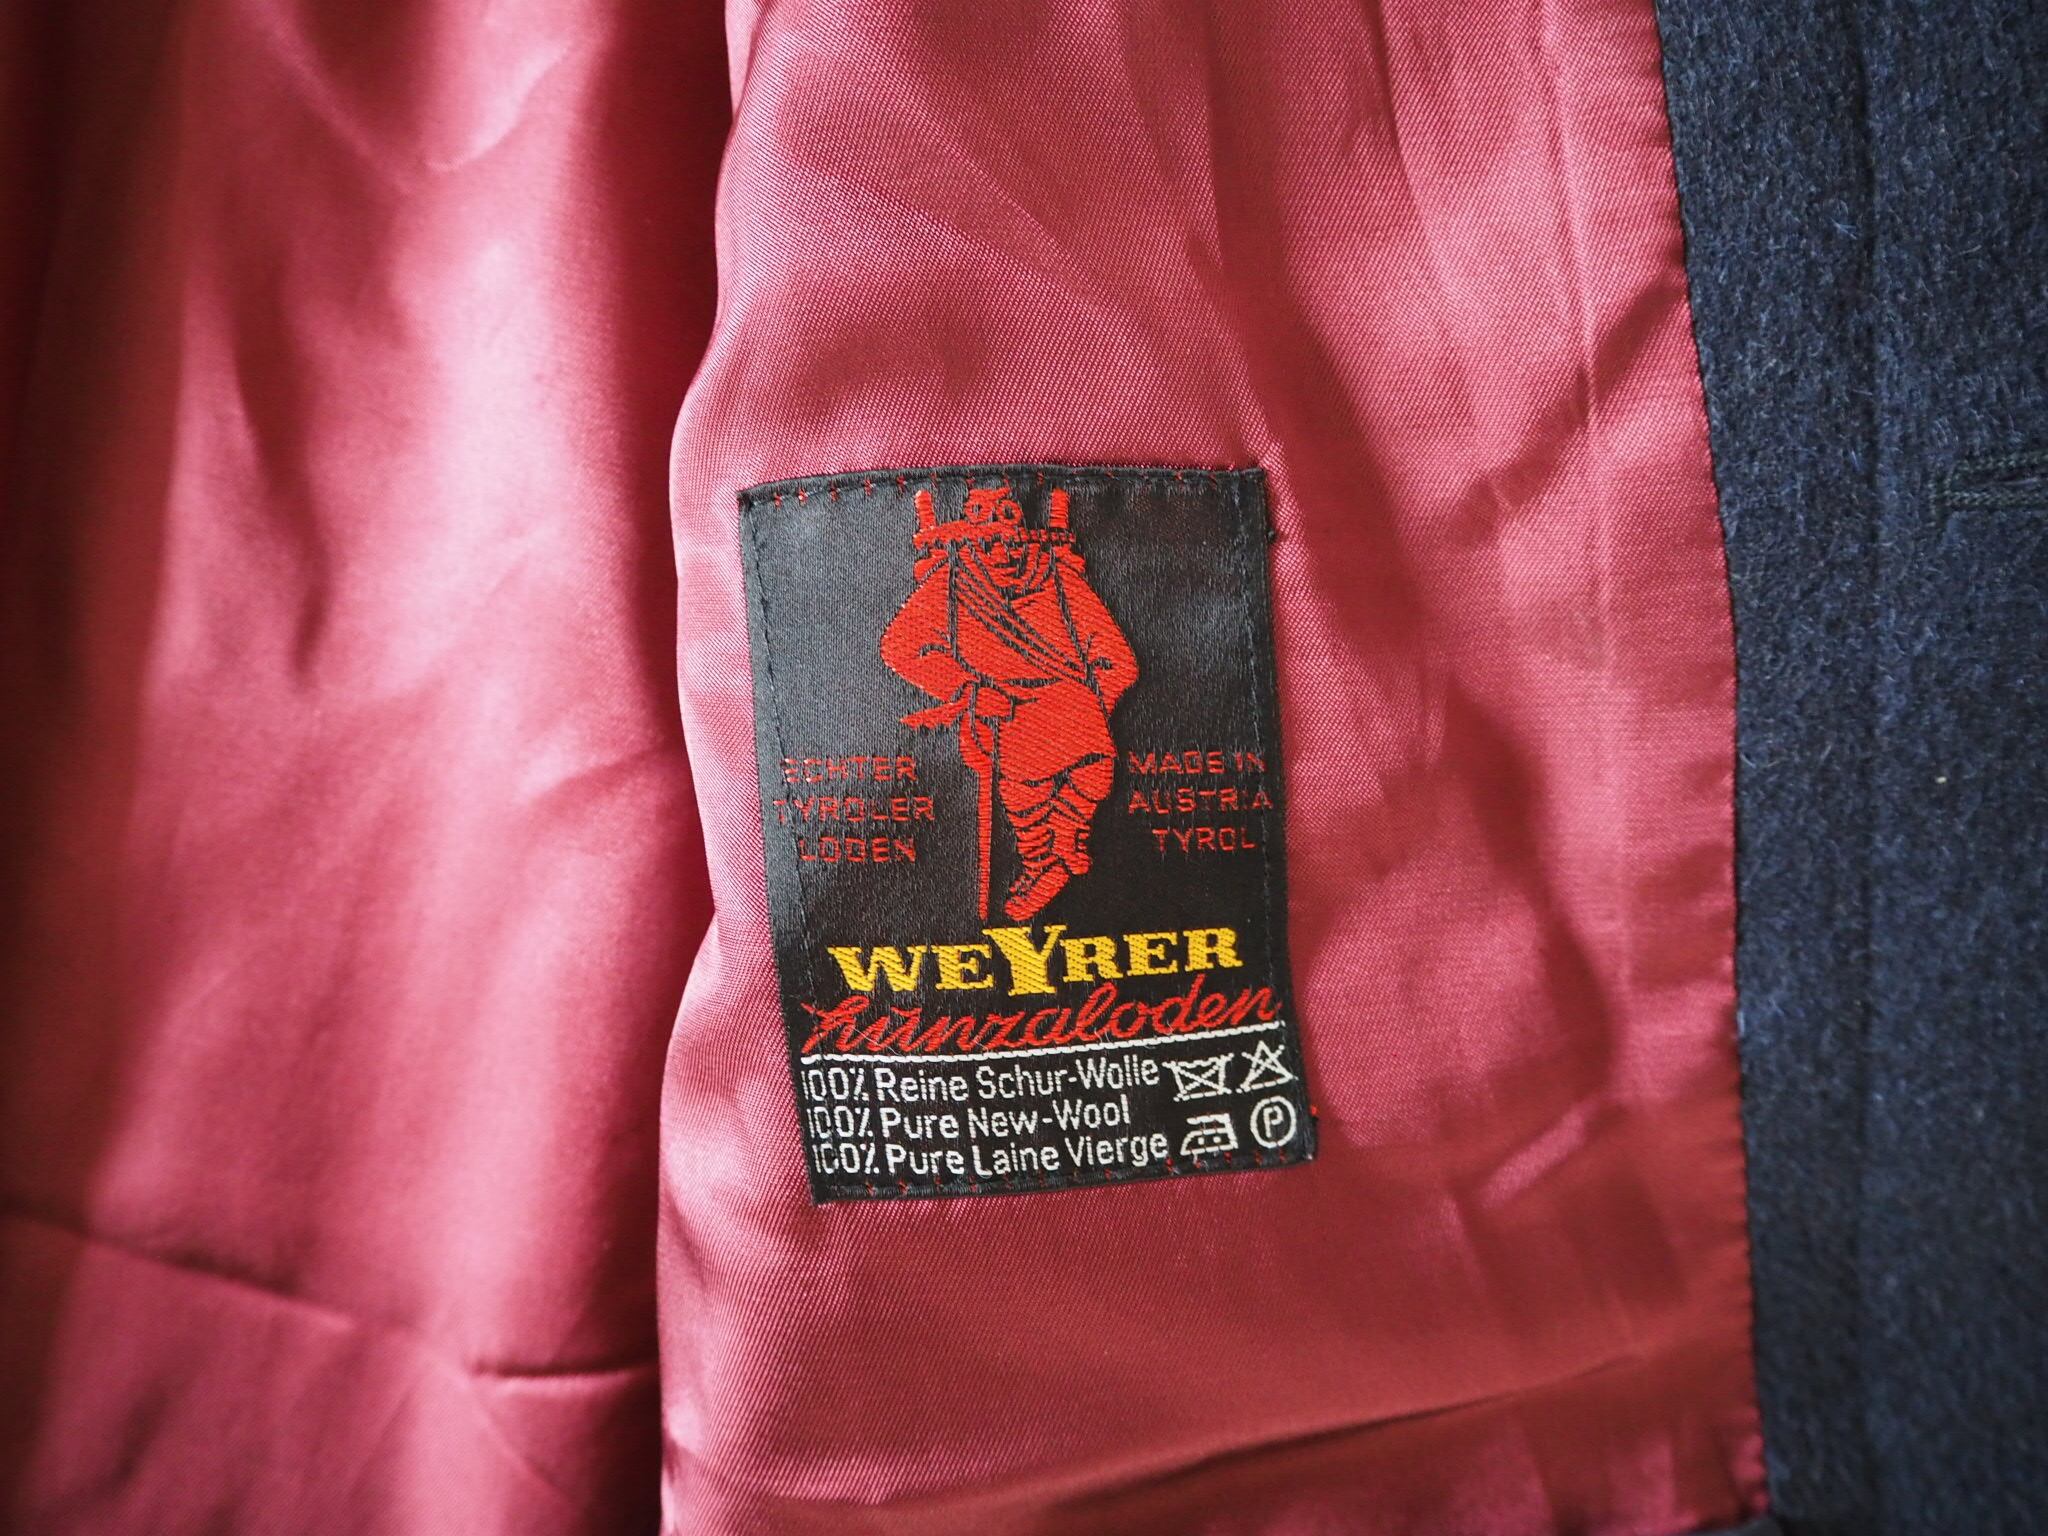 ECHTER
TYROLER
LODEN
MADE IN
AUSTRIA
TYROL
WEYRER
hunzaloden
100% Reine Schur-Wolle
100% Pure New-Wool
100% Pure Laine Vierge
P